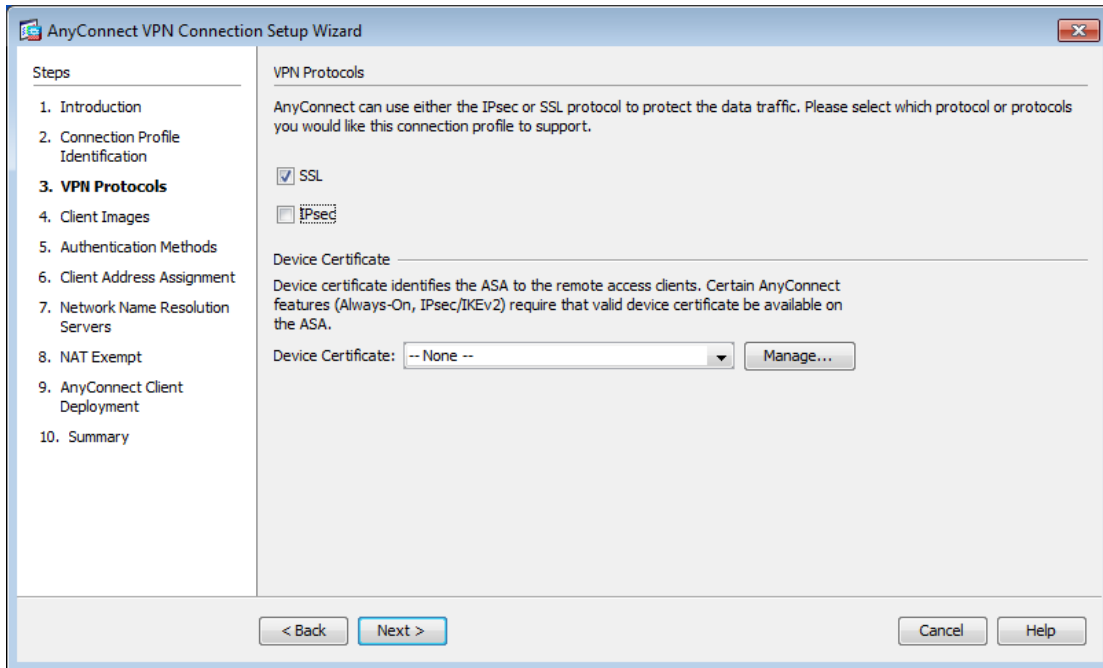 AnyConnect VPN Connection Setup Wizard
Steps
1. Introduction
2. Connection Profile
Identification
3. VPN Protocols
4. Client Images
5. Authentication Methods
6. Client Address Assignment
7. Network Name Resolution
Servers
8. NAT Exempt
9. AnyConnect Client
Deployment
10. Summary
VPN Protocols
AnyConnect can use either the IPsec or SSL protocol to protect the data traffic. Please select which protocol or protocols
you would like this connection profile to support.
SSL
IPsec
Device Certificate
Device certificate identifies the ASA to the remote access clients. Certain AnyConnect
features (Always-On, IPsec/IKEv2) require that valid device certificate be available on
the ASA.
Device Certificate: -- None -- Manage...
< Back Next > Cancel Help